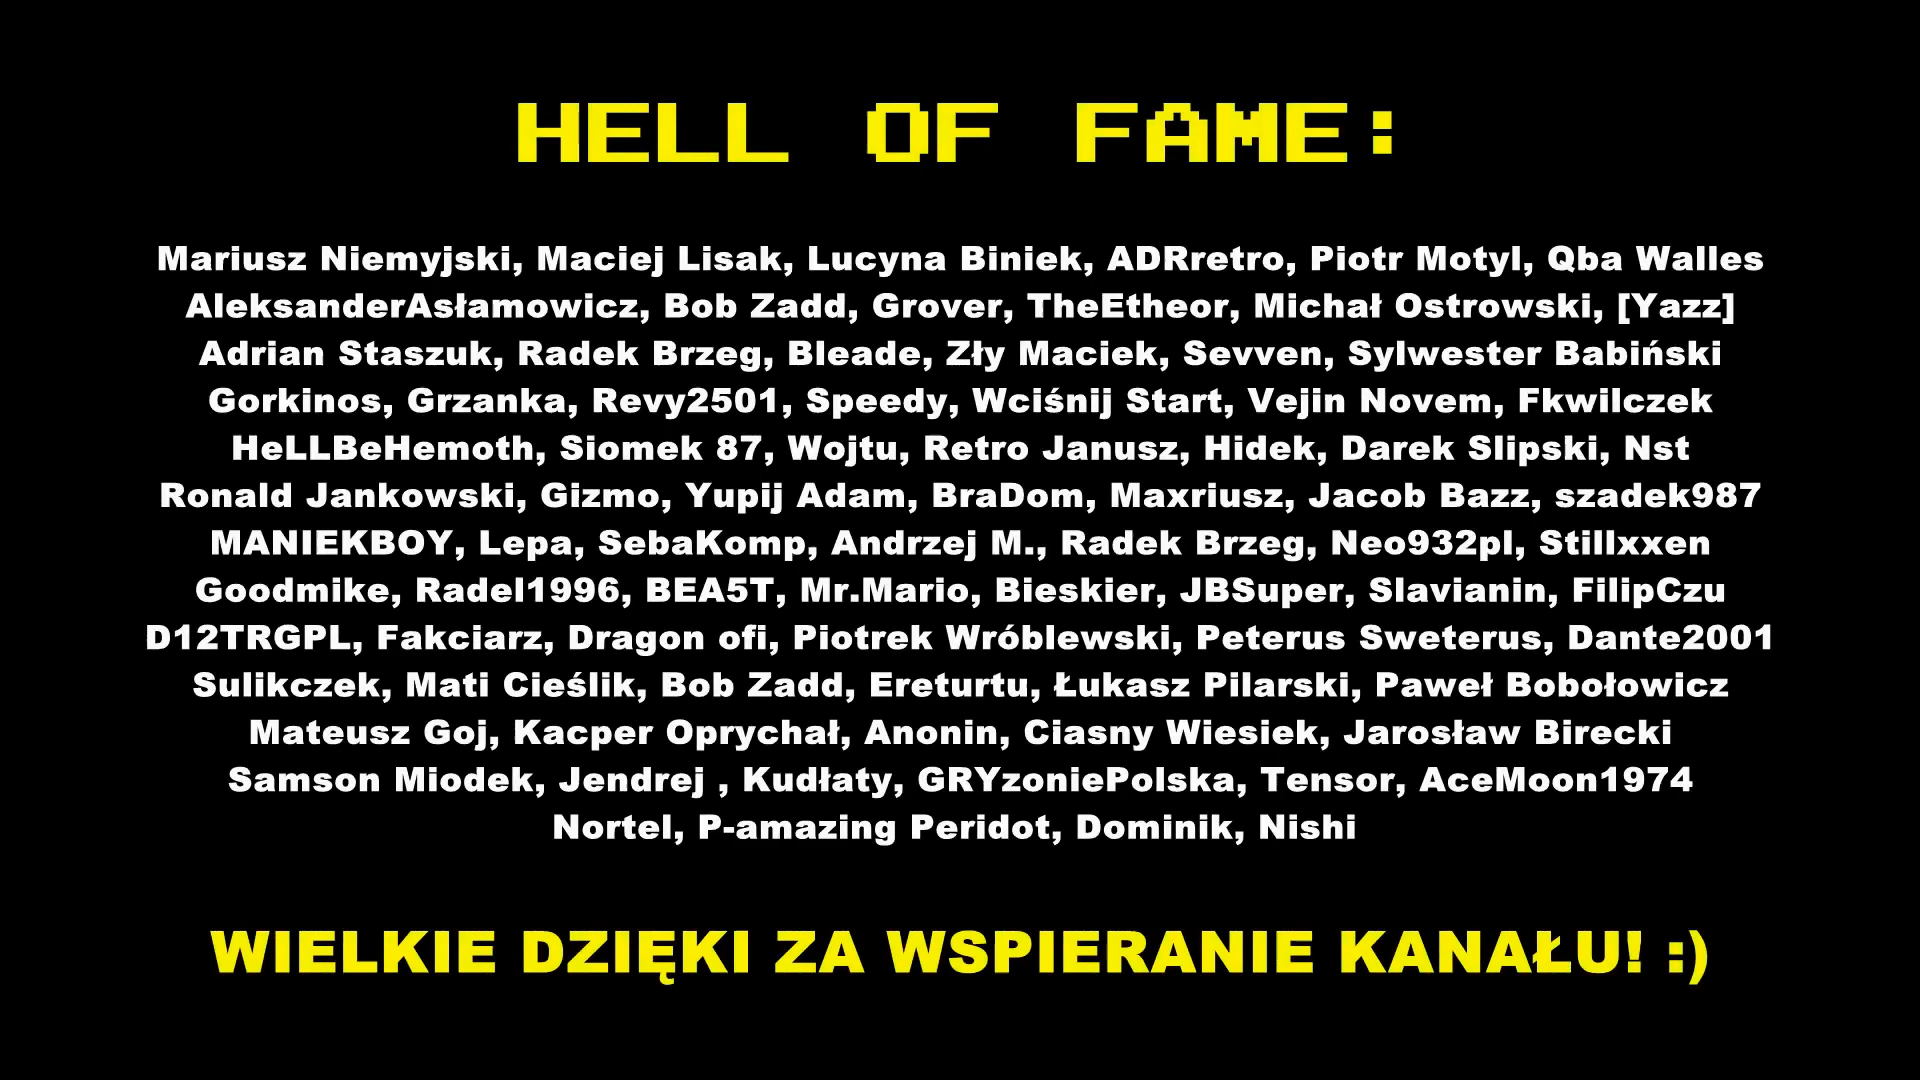 HELL OF FAME:
Mariusz Niemyjski, Maciej Lisak, Lucyna Biniek, ADRretro, Piotr Motyl, Qba Walles
AleksanderAsłamowicz, Bob Zadd, Grover, TheEtheor, Michał Ostrowski, [Yazz]
Adrian Staszuk, Radek Brzeg, Bleade, Zły Maciek, Sevven, Sylwester Babiński
Gorkinos, Grzanka, Revy2501, Speedy, Wciśnij Start, Vejin Novem, Fkwilczek
HeLLBeHemoth, Siomek 87, Wojtu, Retro Janusz, Hidek, Darek Slipski, Nst
Ronald Jankowski, Gizmo, Yupij Adam, BraDom, Maxriusz, Jacob Bazz, szadek987
MANIEKBOY, Lepa, SebaKomp, Andrzej M., Radek Brzeg, Neo932pl, Stillxxen
Goodmike, Radel1996, BEA5T, Mr.Mario, Bieskier, JBSuper, Slavianin, FilipCzu
D12TRGPL, Fakciarz, Dragon ofi, Piotrek Wróblewski, Peterus Sweterus, Dante2001
Sulikczek, Mati Cieślik, Bob Zadd, Ereturtu, Łukasz Pilarski, Paweł Bobołowicz
Mateusz Goj, Kacper Oprychał, Anonin, Ciasny Wiesiek, Jarosław Birecki
Samson Miodek, Jendrej , Kudłaty, GRYzoniePolska, Tensor, AceMoon1974
Nortel, P-amazing Peridot, Dominik, Nishi
WIELKIE DZIĘKI ZA WSPIERANIE KANAŁU! :)